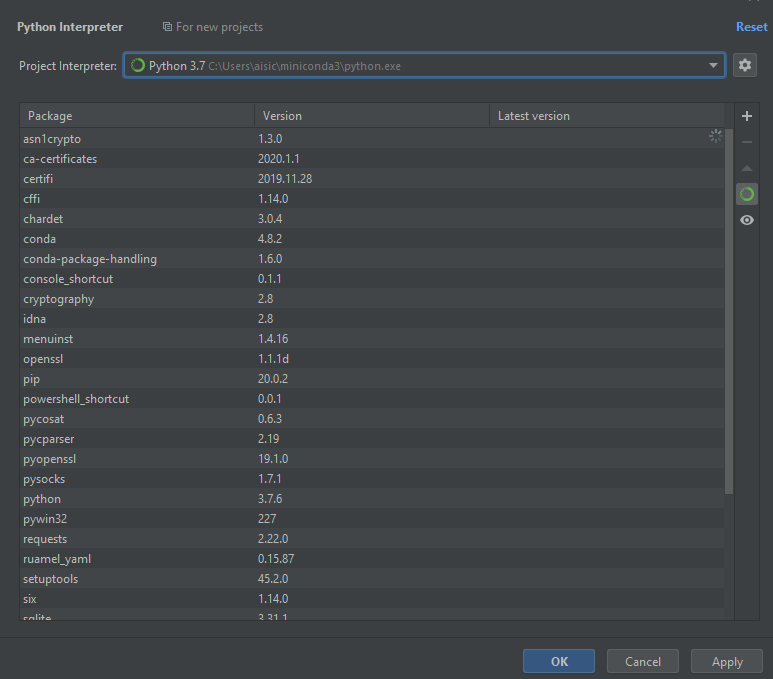 Python Interpreter For new projects Reset
Project Interpreter: Python 3.7 C:\Users\aisic\miniconda3\python.exe
Package Version Latest version
asn1crypto 1.3.0
ca-certificates 2020.1.1
certifi 2019.11.28
cffi 1.14.0
chardet 3.0.4
conda 4.8.2
conda-package-handling 1.6.0
console_shortcut 0.1.1
cryptography 2.8
idna 2.8
menuinst 1.4.16
openssl 1.1.1d
pip 20.0.2
powershell_shortcut 0.0.1
pycosat 0.6.3
pycparser 2.19
pyopenssl 19.1.0
pysocks 1.7.1
python 3.7.6
pywin32 227
requests 2.22.0
ruamel_yaml 0.15.87
setuptools 45.2.0
six 1.14.0
sqlite 3.31.1
OK Cancel Apply